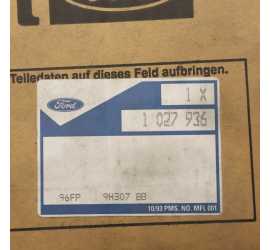 Teiledaten auf dieses Feld aufbringen.
Ford
1 X
1 027 936
96FP 9H307 BB
10/93 PMS. NO. MFL 001